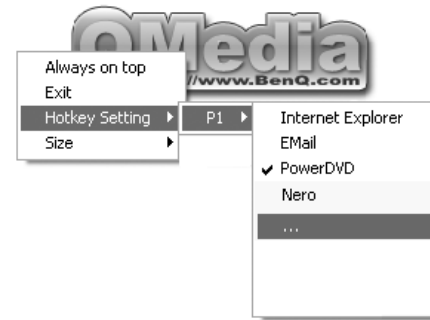 QMedia
//www.BenQ.com
Always on top
Exit
Hotkey Setting
Size
P1
Internet Explorer
EMail
PowerDVD
Nero
...